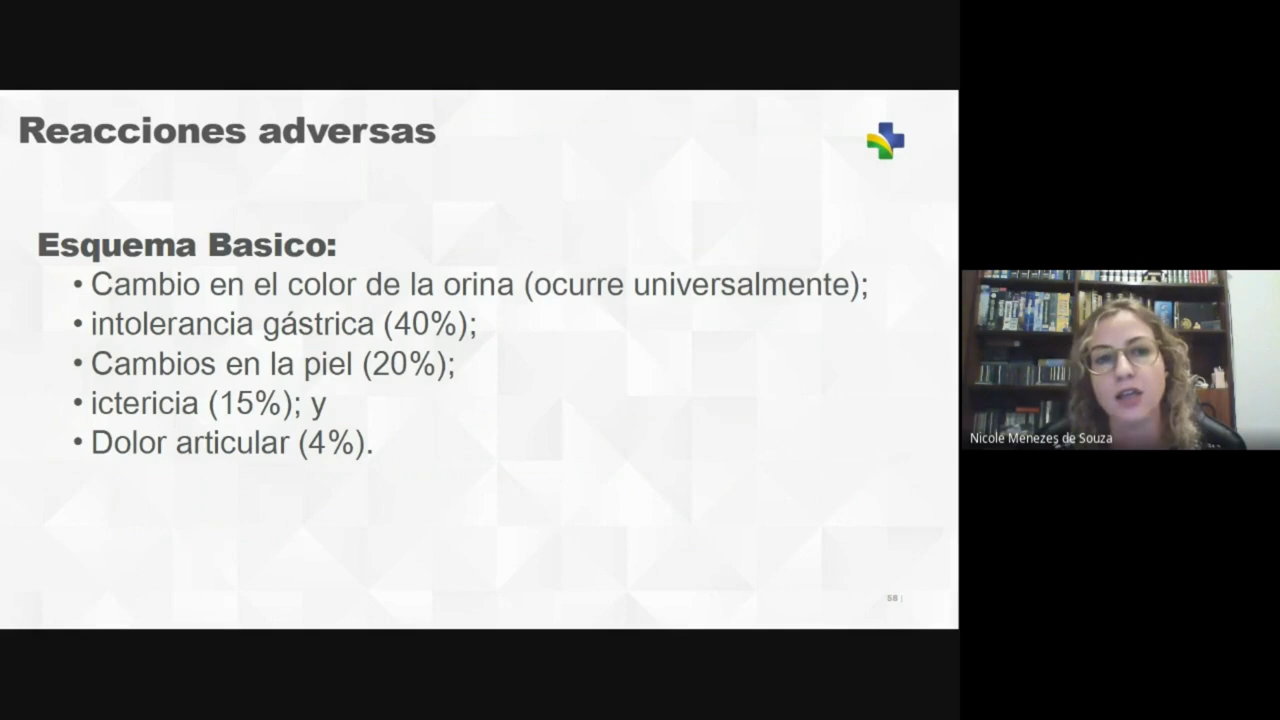 Reacciones adversas
Esquema Basico:
• Cambio en el color de la orina (ocurre universalmente);
• intolerancia gástrica (40%);
• Cambios en la piel (20%);
• ictericia (15%); y
• Dolor articular (4%).
58 |
Nicole Menezes de Souza